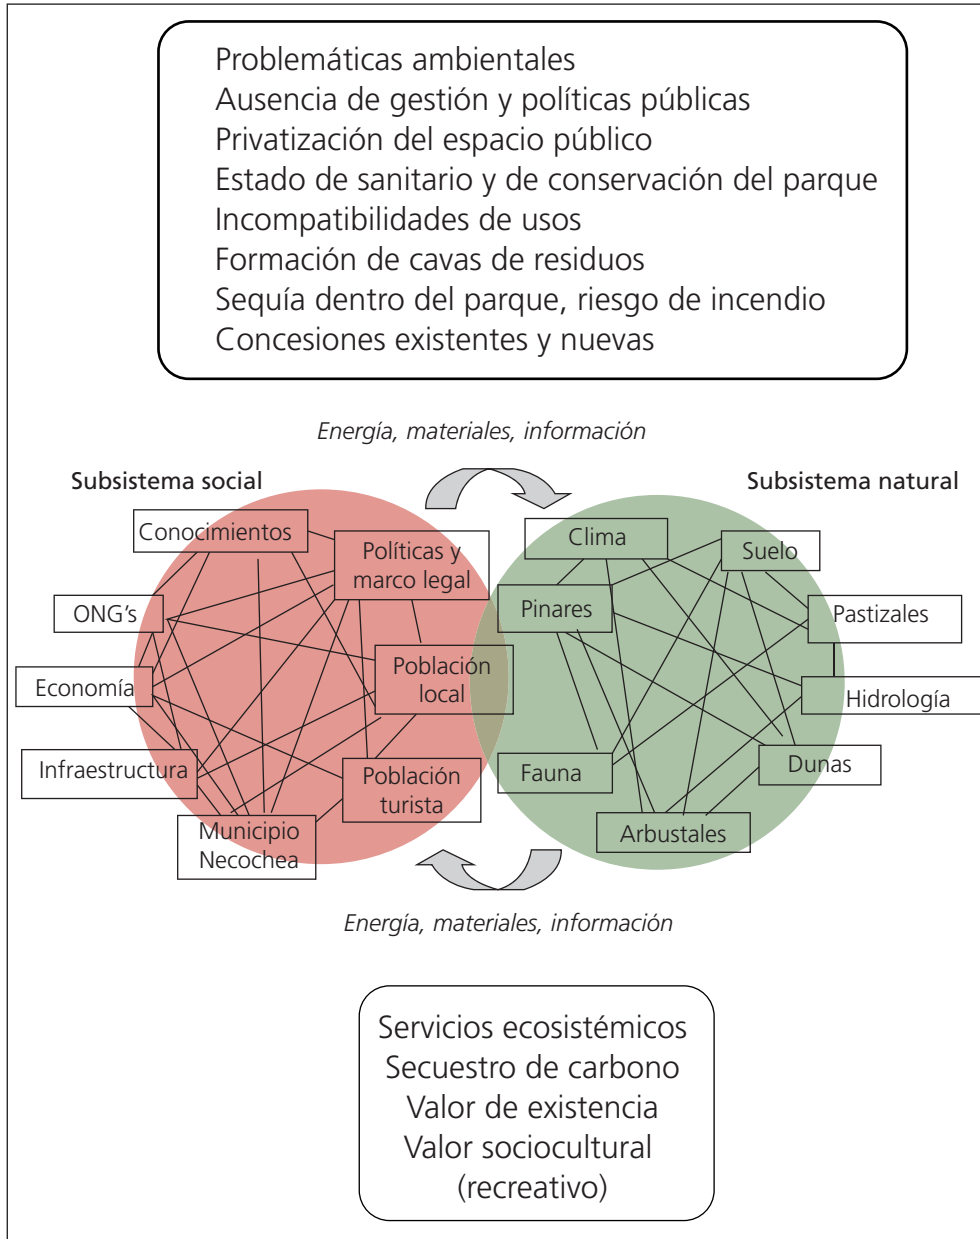 Problemáticas ambientales
Ausencia de gestión y políticas públicas
Privatización del espacio público
Estado de sanitario y de conservación del parque
Incompatibilidades de usos
Formación de cavas de residuos
Sequía dentro del parque, riesgo de incendio
Concesiones existentes y nuevas
Energía, materiales, información
Subsistema social
Subsistema natural
Conocimientos
Políticas y
marco legal
ONG's
Población
local
Economía
Infraestructura
Población
turista
Municipio
Necochea
Clima
Suelo
Pinares
Pastizales
Hidrología
Fauna
Dunas
Arbustales
Energía, materiales, información
Servicios ecosistémicos
Secuestro de carbono
Valor de existencia
Valor sociocultural
(recreativo)